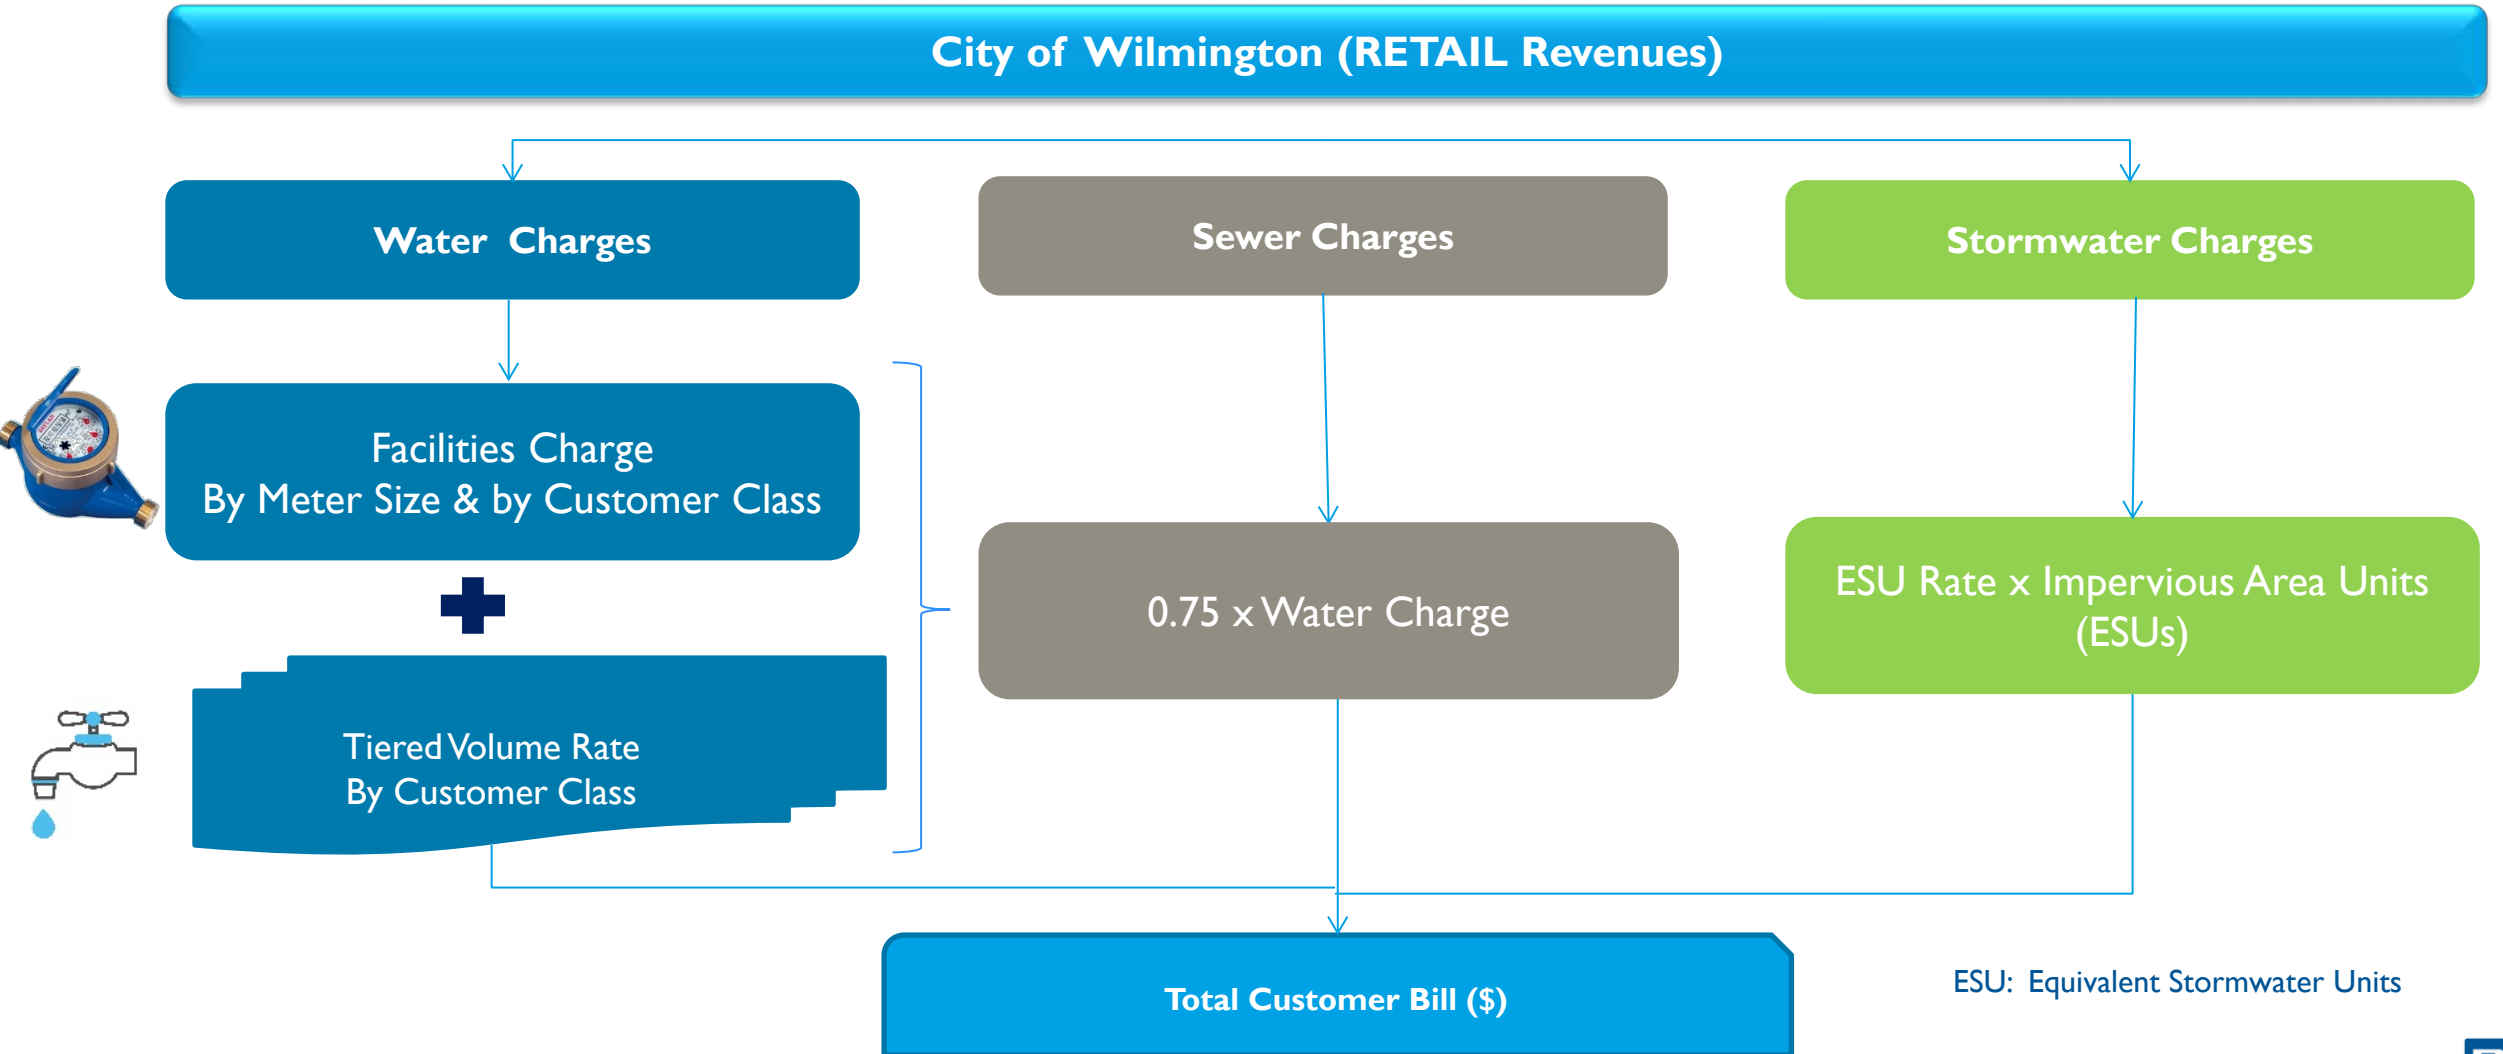 City of Wilmington (RETAIL Revenues)
Water Charges
Sewer Charges
Stormwater Charges
Facilities Charge
By Meter Size & by Customer Class
Tiered Volume Rate
By Customer Class
0.75 x Water Charge
ESU Rate x Impervious Area Units
(ESUs)
Total Customer Bill ($)
ESU: Equivalent Stormwater Units